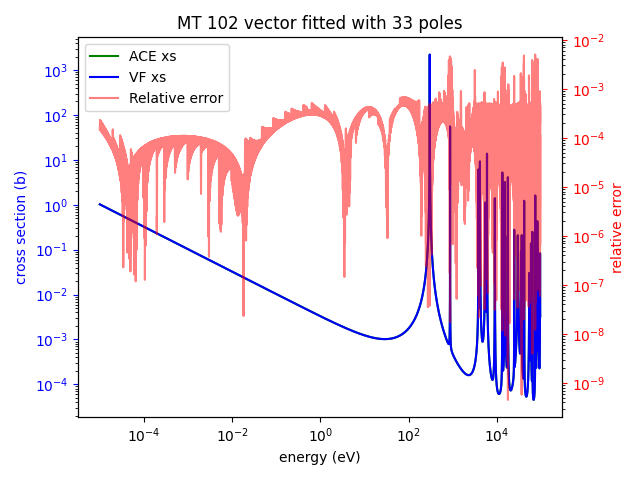 MT 102 vector fitted with 33 poles
ACE xs
VF xs
Relative error
cross section (b)
10^3
10^2
10^1
10^0
10^-1
10^-2
10^-3
10^-4
10^-2
10^-3
10^-4
10^-5
10^-6
10^-7
10^-8
10^-9
relative error
10^-4 10^-2 10^0 10^2 10^4
energy (eV)